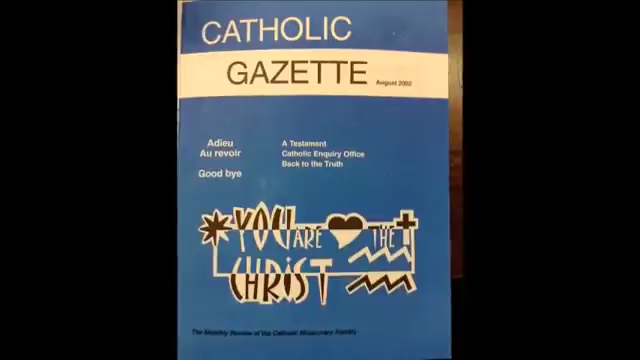 CATHOLIC
GAZETTE
August 2002
Adieu
Au revoir
Good bye
A Testament
Catholic Enquiry Office
Back to the Truth
YOU ARE THE
CHRIST
The Monthly Review of the Catholic Missionary Society